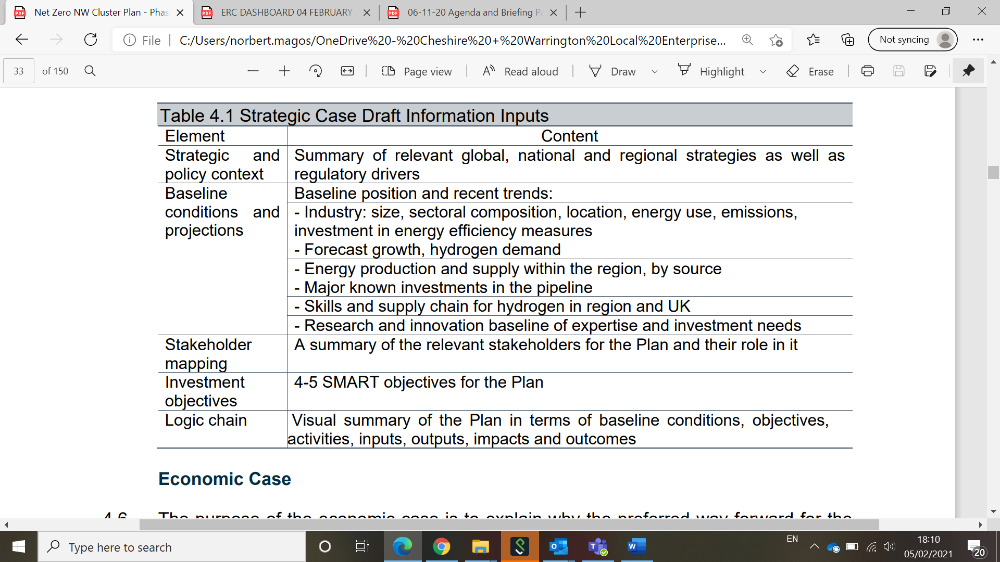 Net Zero NW Cluster Plan - Phas
ERC DASHBOARD 04 FEBRUARY
06-11-20 Agenda and Briefing Pa
File
C:/Users/norbert.magos/OneDrive%20-%20Cheshire%20+%20Warrington%20Local%20Enterprise...
Not syncing
33 of 150
Page view
Read aloud
Draw
Highlight
Erase
Table 4.1 Strategic Case Draft Information Inputs
Element
Content
Strategic and
policy context
Summary of relevant global, national and regional strategies as well as
regulatory drivers
Baseline
conditions and
projections
Baseline position and recent trends:
- Industry: size, sectoral composition, location, energy use, emissions,
investment in energy efficiency measures
- Forecast growth, hydrogen demand
- Energy production and supply within the region, by source
- Major known investments in the pipeline
- Skills and supply chain for hydrogen in region and UK
- Research and innovation baseline of expertise and investment needs
Stakeholder
mapping
A summary of the relevant stakeholders for the Plan and their role in it
Investment
objectives
4-5 SMART objectives for the Plan
Logic chain
Visual summary of the Plan in terms of baseline conditions, objectives,
activities, inputs, outputs, impacts and outcomes
Economic Case
4.6 The purpose of the economic case is to explain why the preferred way forward for the
Type here to search
EN
18:10
05/02/2021
20